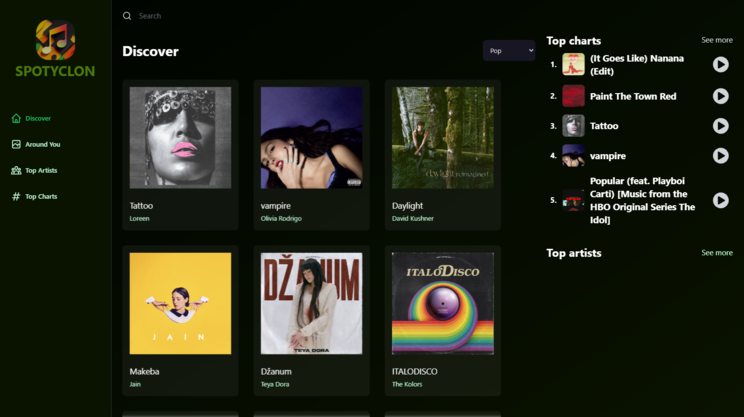 SPOTYCLON
Discover
Around You
Top Artists
Top Charts
Search
Discover
Pop
Tattoo
Loreen
vampire
Olivia Rodrigo
daylight
Daylight
David Kushner
JAIN
Makeba
Jain
DŽANUM
TEYA DORA
Džanum
Teya Dora
ITALODISCO
ITALODISCO
The Kolors
Top charts
See more
1.
(It Goes Like) Nanana
(Edit)
2.
Paint The Town Red
3.
Tattoo
4.
vampire
5.
Popular (feat. Playboi
Carti) [Music from the
HBO Original Series The
Idol]
Top artists
See more